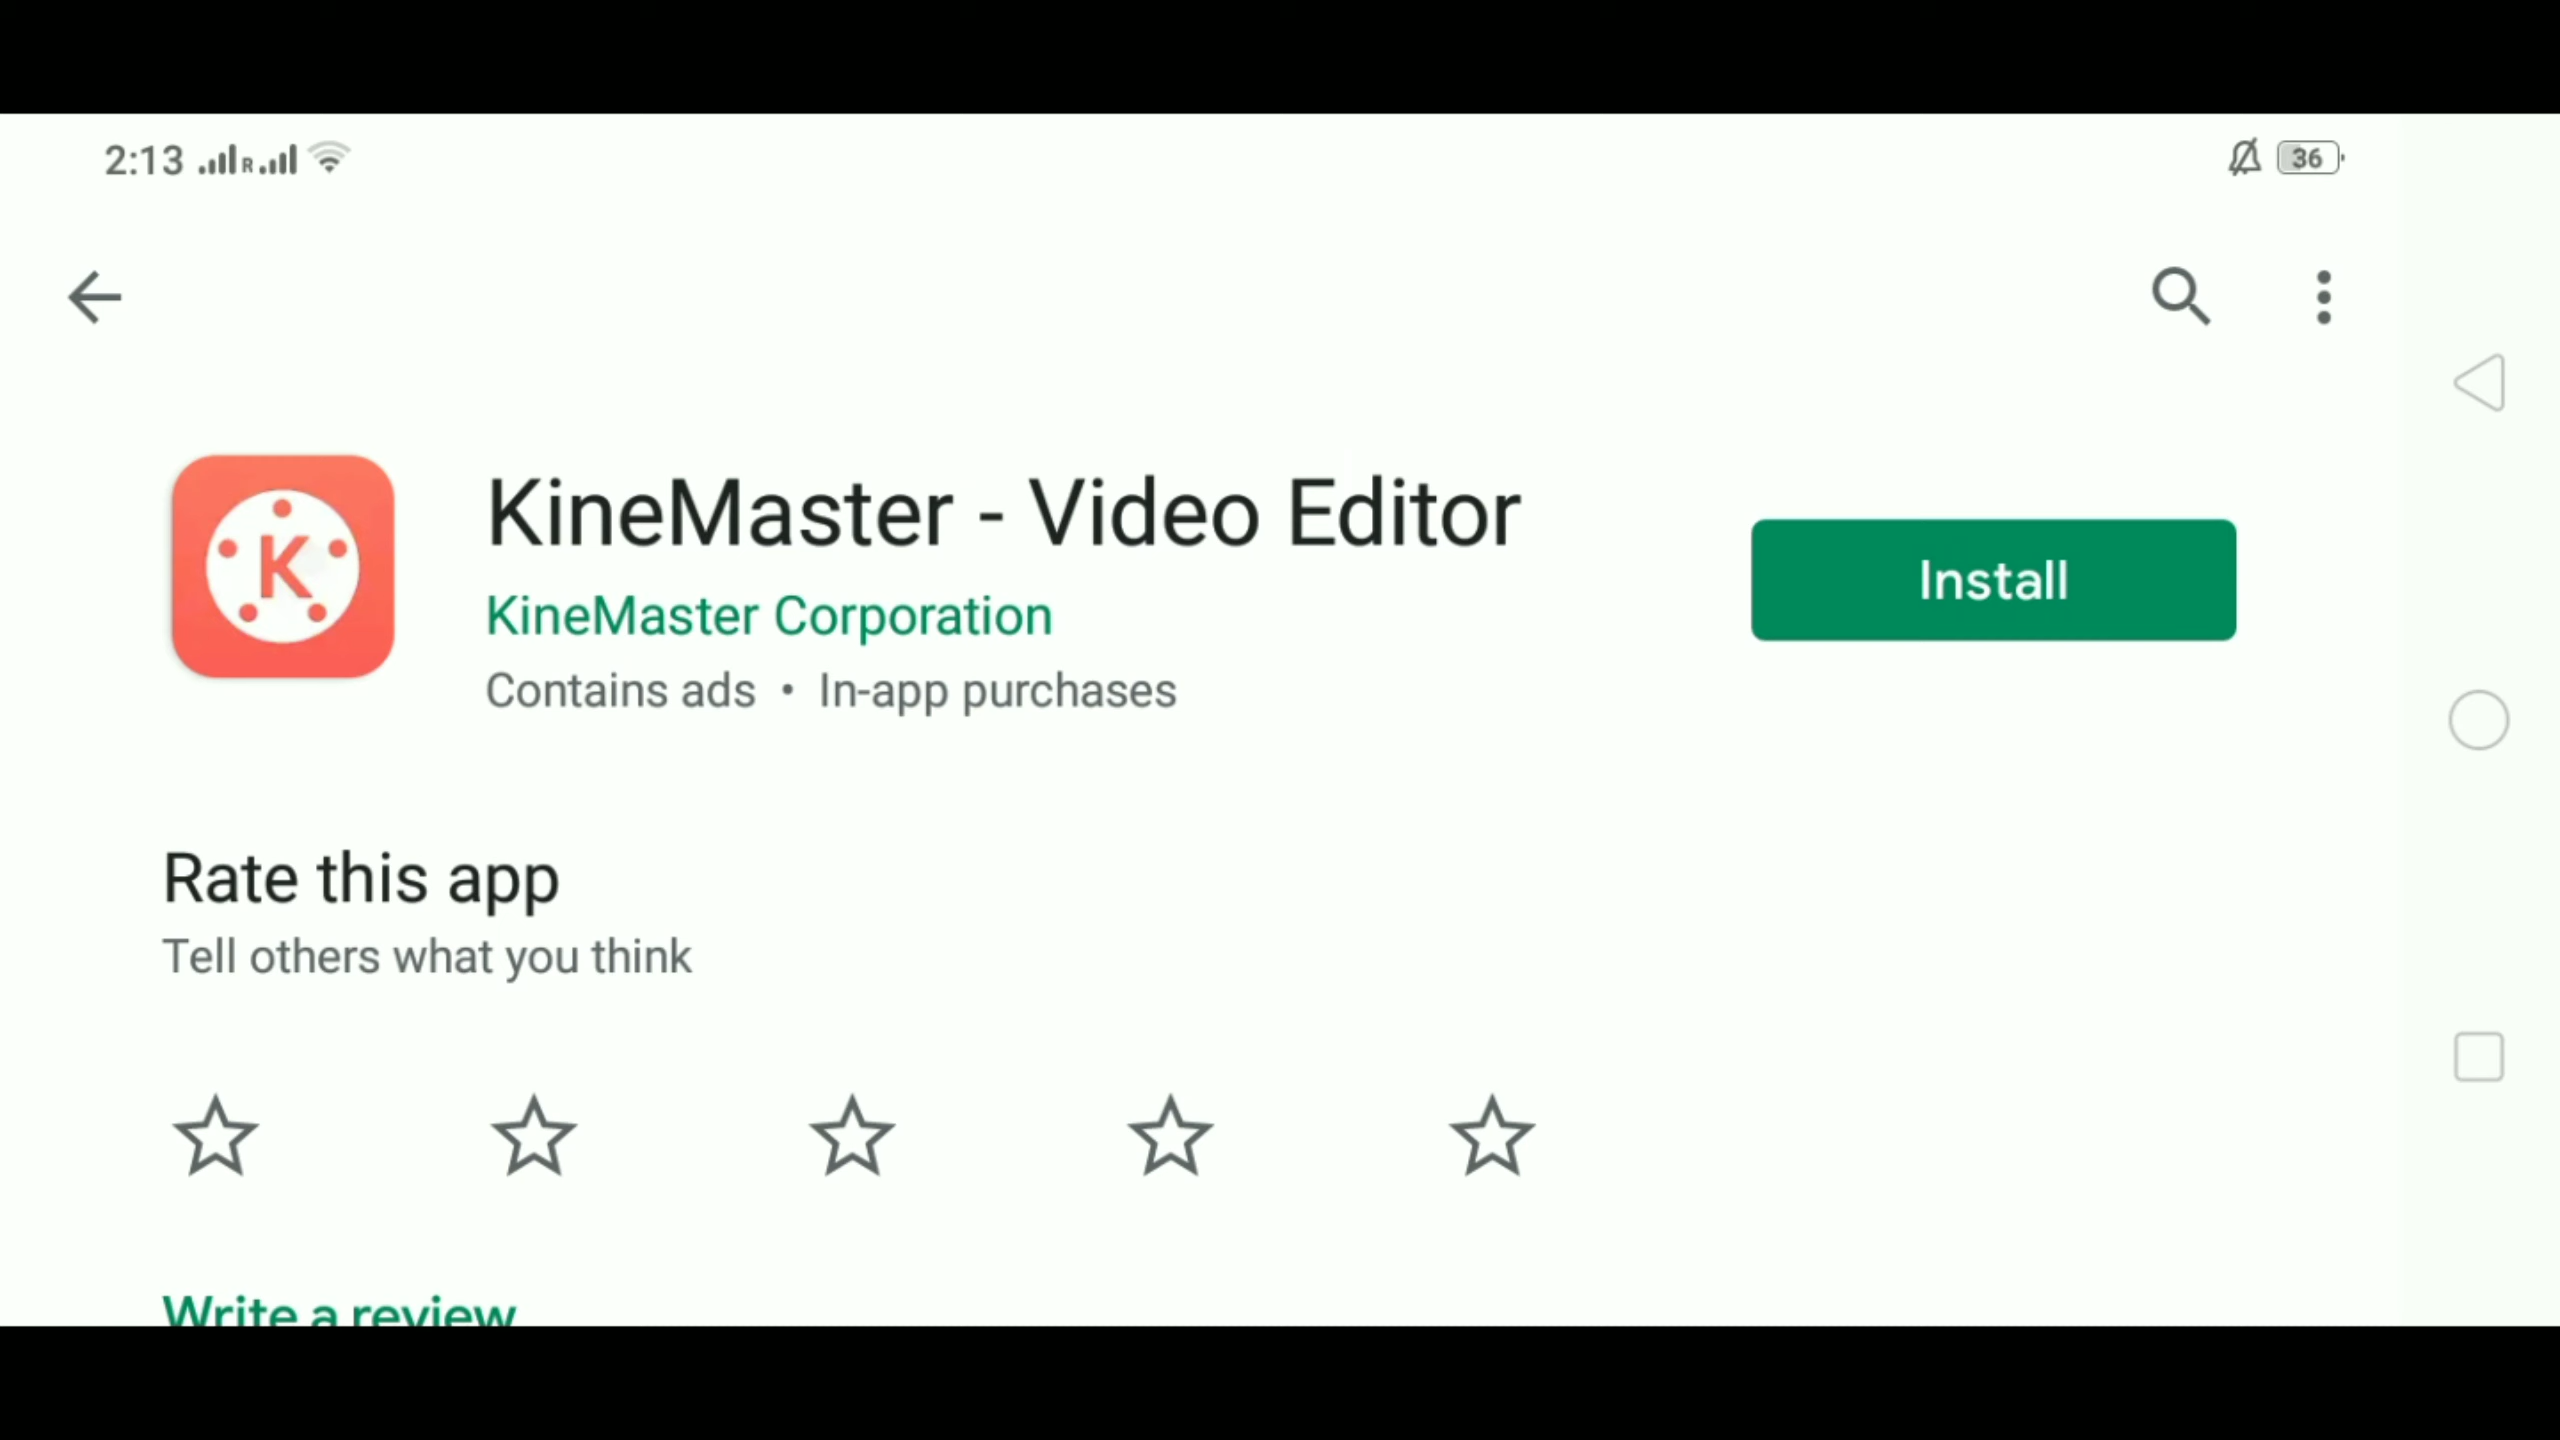 2:13 R 36
KineMaster - Video Editor
K
KineMaster Corporation
Install
Contains ads • In-app purchases
Rate this app
Tell others what you think
Write a review